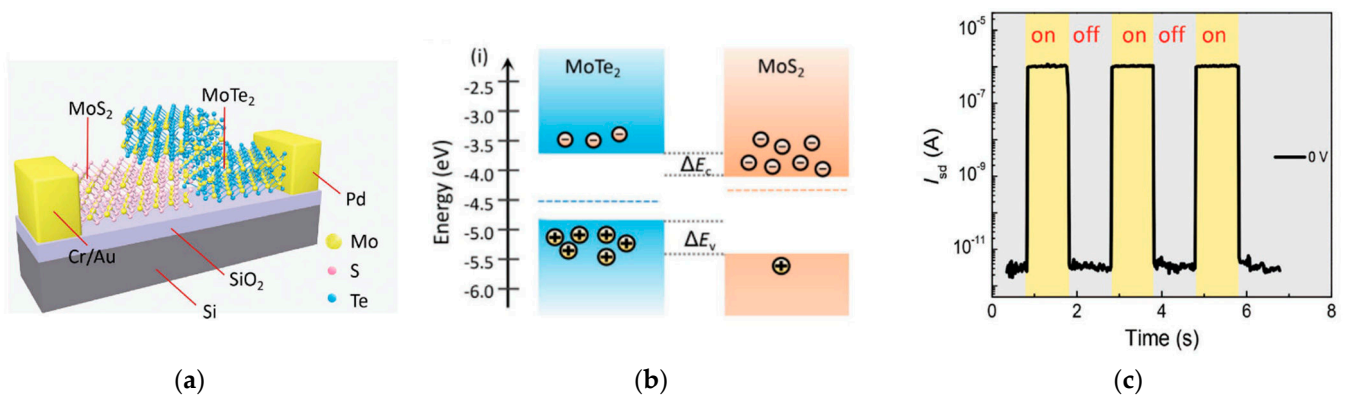 MoS2
MoTe2
Pd
Cr/Au
SiO2
Si
Mo
S
Te
(a)
(i)
Energy (eV)
-2.5
-3.0
-3.5
-4.0
-4.5
-5.0
-5.5
-6.0
MoTe2
MoS2
ΔEc
ΔEv
(b)
Isd (A)
10-5
10-7
10-9
10-11
on off on off on
0 V
0 2 4 6 8
Time (s)
(c)